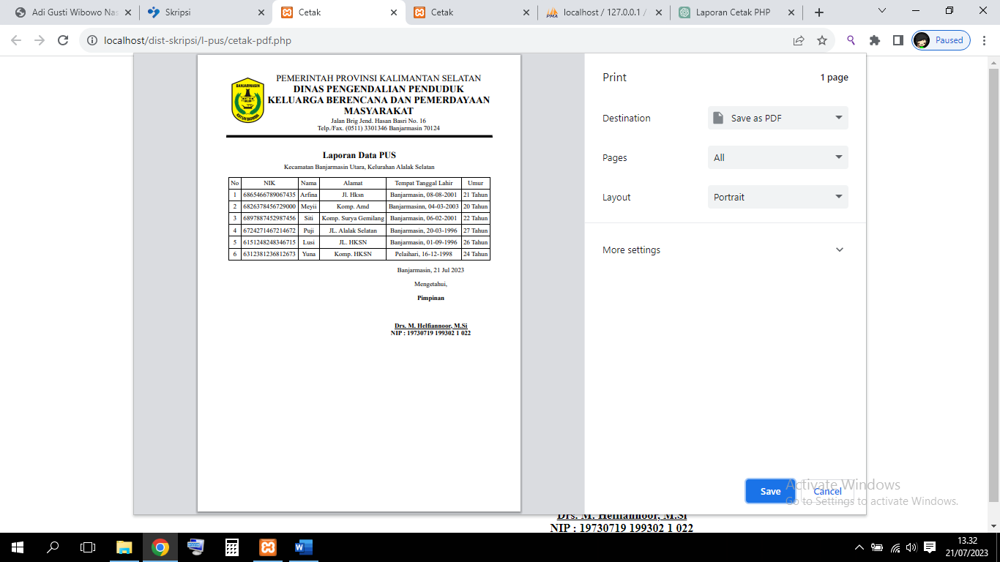 Adi Gusti Wibowo Nas
Skripsi
Cetak
Cetak
localhost / 127.0.0.1 /
Laporan Cetak PHP
localhost/dist-skripsi/l-pus/cetak-pdf.php
Paused
PEMERINTAH PROVINSI KALIMANTAN SELATAN
DINAS PENGENDALIAN PENDUDUK
KELUARGA BERENCANA DAN PEMERDAYAAN
MASYARAKAT
Jalan Brig Jend. Hasan Basri No. 16
Telp./Fax. (0511) 3301346 Banjarmasin 70124
BANJARMASIN
Laporan Data PUS
Kecamatan Banjarmasin Utara, Kelurahan Alalak Selatan
No NIK Nama Alamat Tempat Tanggal Lahir Umur
1 6865466789067435 Arfina Jl. Hksn Banjarmasin, 08-08-2001 21 Tahun
2 6826378456729000 Meyii Komp. Amd Banjarmasinn, 04-03-2003 20 Tahun
3 6897887452987456 Siti Komp. Surya Gemilang Banjarmasin, 06-02-2001 22 Tahun
4 6724271467214672 Puji JL. Alalak Selatan Banjarmasin, 20-03-1996 27 Tahun
5 6151248248346715 Lusi JL. HKSN Banjarmasin, 01-09-1996 26 Tahun
6 6312381236812673 Yuna Komp. HKSN Pelaihari, 16-12-1998 24 Tahun
Banjarmasin, 21 Jul 2023
Mengetahui,
Pimpinan
Drs. M. Helfiannoor, M.Si
NIP : 19730719 199302 1 022
Print 1 page
Destination Save as PDF
Pages All
Layout Portrait
More settings
Save Cancel
Activate Windows
Go to Settings to activate Windows.
Drs. M. Helfiannoor, M.Si
NIP : 19730719 199302 1 022
13.32
21/07/2023